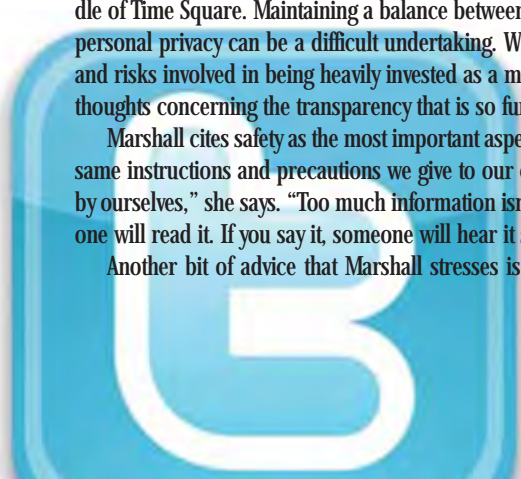 dle of Time Square. Maintaining a balance between
personal privacy can be a difficult undertaking. W
and risks involved in being heavily invested as a m
thoughts concerning the transparency that is so fu
Marshall cites safety as the most important aspe
same instructions and precautions we give to our
by ourselves,” she says. “Too much information isn
one will read it. If you say it, someone will hear it
Another bit of advice that Marshall stresses is